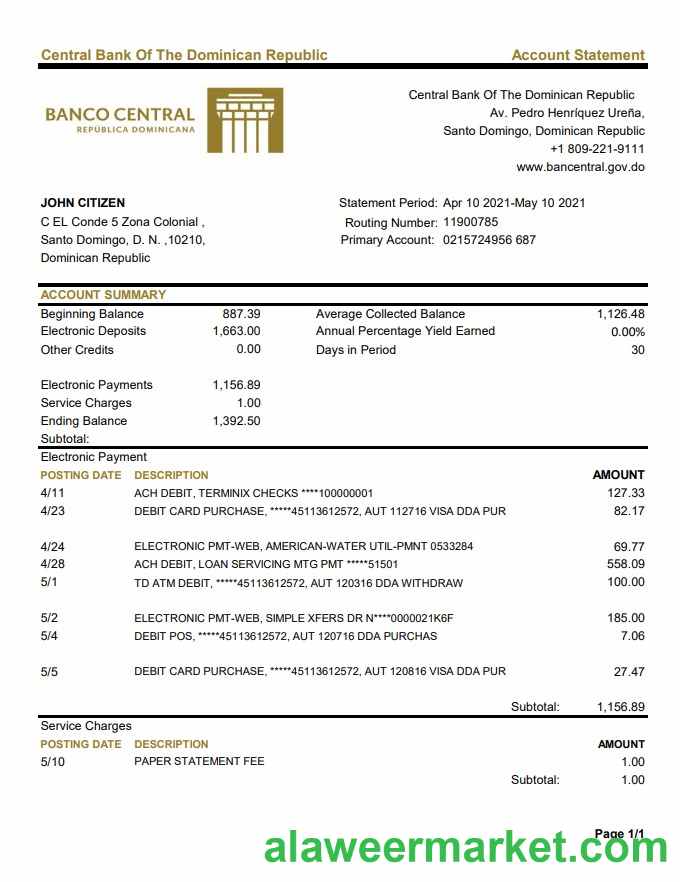 Central Bank Of The Dominican Republic Account Statement
BANCO CENTRAL
REPÚBLICA DOMINICANA
Central Bank Of The Dominican Republic
Av. Pedro Henríquez Ureña,
Santo Domingo, Dominican Republic
+1 809-221-9111
www.bancentral.gov.do
JOHN CITIZEN Statement Period: Apr 10 2021-May 10 2021
C EL Conde 5 Zona Colonial , Routing Number: 11900785
Santo Domingo, D. N. ,10210, Primary Account: 0215724956 687
Dominican Republic
ACCOUNT SUMMARY
Beginning Balance 887.39 Average Collected Balance 1,126.48
Electronic Deposits 1,663.00 Annual Percentage Yield Earned 0.00%
Other Credits 0.00 Days in Period 30
Electronic Payments 1,156.89
Service Charges 1.00
Ending Balance 1,392.50
Subtotal:
Electronic Payment
POSTING DATE DESCRIPTION AMOUNT
4/11 ACH DEBIT, TERMINIX CHECKS ****100000001 127.33
4/23 DEBIT CARD PURCHASE, *****45113612572, AUT 112716 VISA DDA PUR 82.17
4/24 ELECTRONIC PMT-WEB, AMERICAN-WATER UTIL-PMNT 0533284 69.77
4/28 ACH DEBIT, LOAN SERVICING MTG PMT *****51501 558.09
5/1 TD ATM DEBIT, *****45113612572, AUT 120316 DDA WITHDRAW 100.00
5/2 ELECTRONIC PMT-WEB, SIMPLE XFERS DR N****0000021K6F 185.00
5/4 DEBIT POS, *****45113612572, AUT 120716 DDA PURCHAS 7.06
5/5 DEBIT CARD PURCHASE, *****45113612572, AUT 120816 VISA DDA PUR 27.47
Subtotal: 1,156.89
Service Charges
POSTING DATE DESCRIPTION AMOUNT
5/10 PAPER STATEMENT FEE 1.00
Subtotal: 1.00
Page 1/1
alaweermarket.com